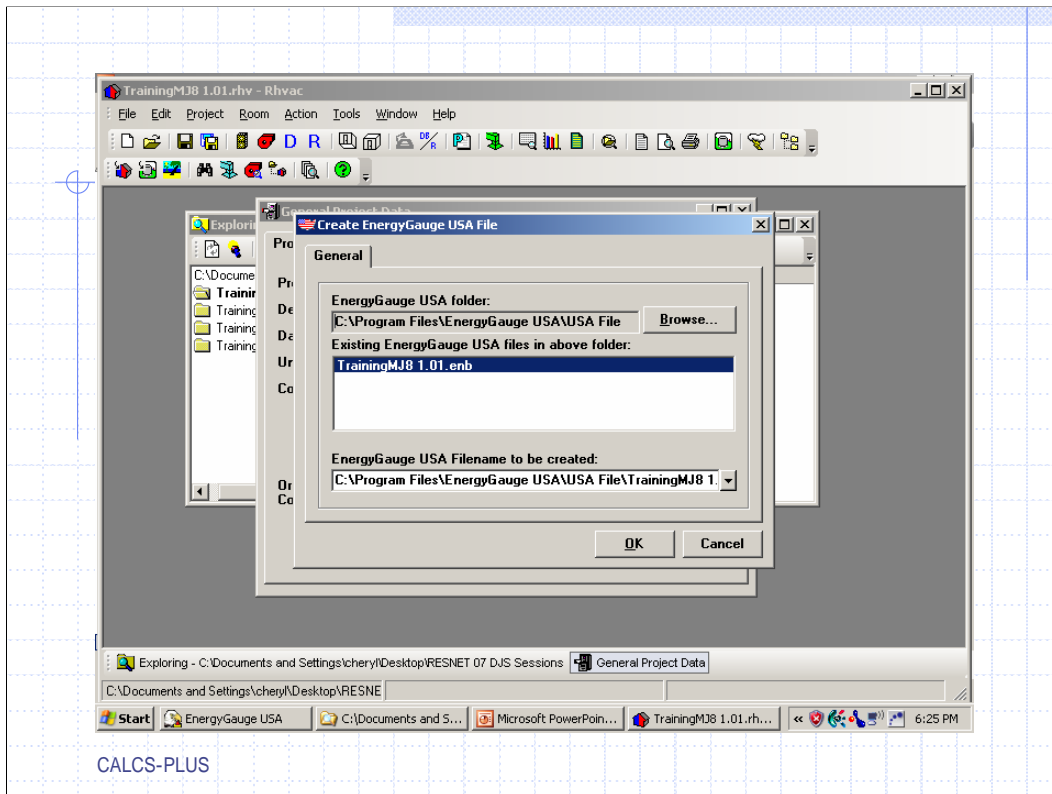 TrainingMJ8 1.01.rhv - Rhvac
File Edit Project Room Action Tools Window Help
D R DB/R
General Project Data
Explori
Create EnergyGauge USA File
General
C:\Docume
Trainin
Training
Training
Training
Pro
Pr
De
Da
Ur
Co
Or
Co
EnergyGauge USA folder:
C:\Program Files\EnergyGauge USA\USA File Browse...
Existing EnergyGauge USA files in above folder:
TrainingMJ8 1.01.enb
EnergyGauge USA Filename to be created:
C:\Program Files\EnergyGauge USA\USA File\TrainingMJ8 1.
OK Cancel
Exploring - C:\Documents and Settings\cheryl\Desktop\RESNET 07 DJS Sessions General Project Data
C:\Documents and Settings\cheryl\Desktop\RESNE
Start EnergyGauge USA C:\Documents and S... Microsoft PowerPoin... TrainingMJ8 1.01.rh... « 6:25 PM
CALCS-PLUS